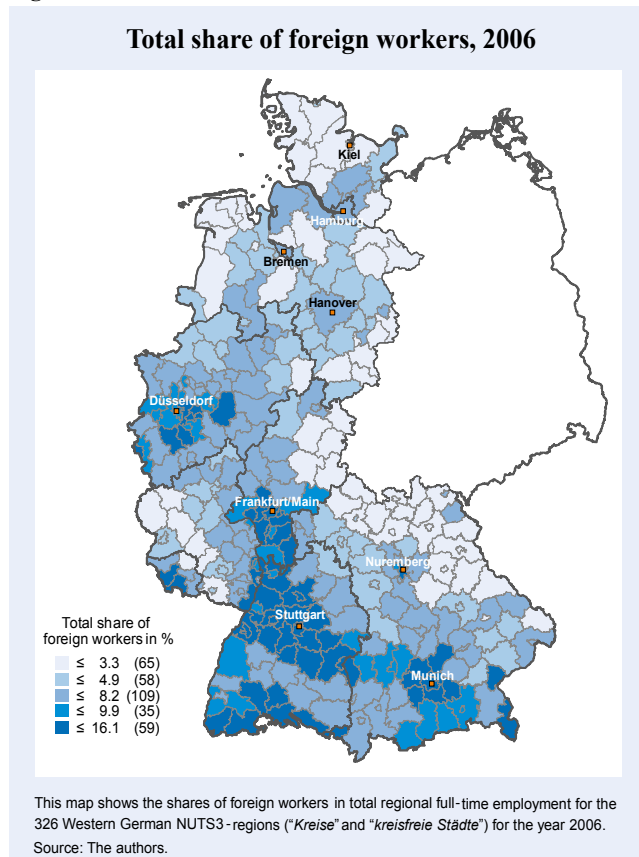 Total share of foreign workers, 2006
Kiel
Hamburg
Bremen
Hanover
Düsseldorf
Frankfurt/Main
Nuremberg
Stuttgart
Munich
Total share of
foreign workers in %
≤ 3.3 (65)
≤ 4.9 (58)
≤ 8.2 (109)
≤ 9.9 (35)
≤ 16.1 (59)
This map shows the shares of foreign workers in total regional full-time employment for the
326 Western German NUTS3-regions (“Kreise” and “kreisfreie Städte”) for the year 2006.
Source: The authors.